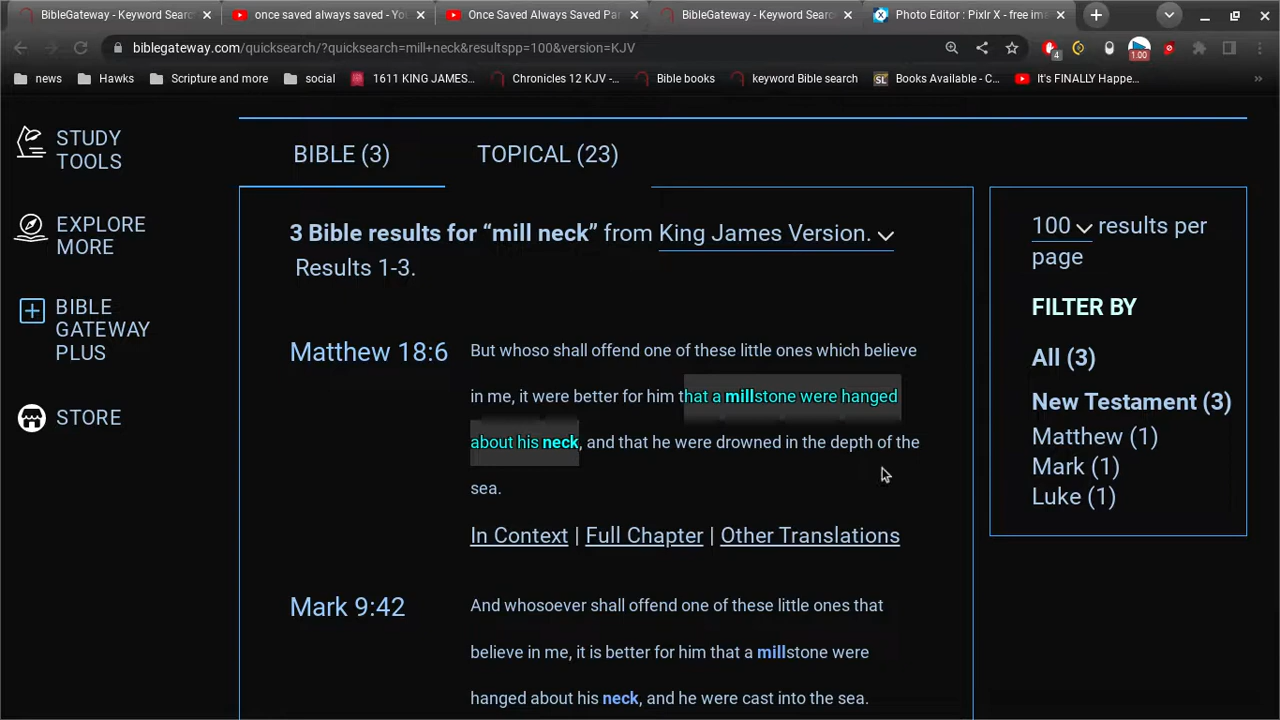 BibleGateway - Keyword Sear
once saved always saved - Yo
Once Saved Always Saved Pa
BibleGateway - Keyword Sear
Photo Editor : Pixlr X - free im
biblegateway.com/quicksearch/?quicksearch=mill+neck&resultspp=100&version=KJV
4
1.00
news
Hawks
Scripture and more
social
1611 KING JAMES...
Chronicles 12 KJV -...
Bible books
keyword Bible search
SL
Books Available - C...
It's FINALLY Happe...
»
STUDY
TOOLS
EXPLORE
MORE
BIBLE
GATEWAY
PLUS
STORE
BIBLE (3)
TOPICAL (23)
3 Bible results for “mill neck” from King James Version.
Results 1-3.
Matthew 18:6
But whoso shall offend one of these little ones which believe
in me, it were better for him that a millstone were hanged
about his neck, and that he were drowned in the depth of the
sea.
In Context | Full Chapter | Other Translations
Mark 9:42
And whosoever shall offend one of these little ones that
believe in me, it is better for him that a millstone were
hanged about his neck, and he were cast into the sea.
100 results per
page
FILTER BY
All (3)
New Testament (3)
Matthew (1)
Mark (1)
Luke (1)